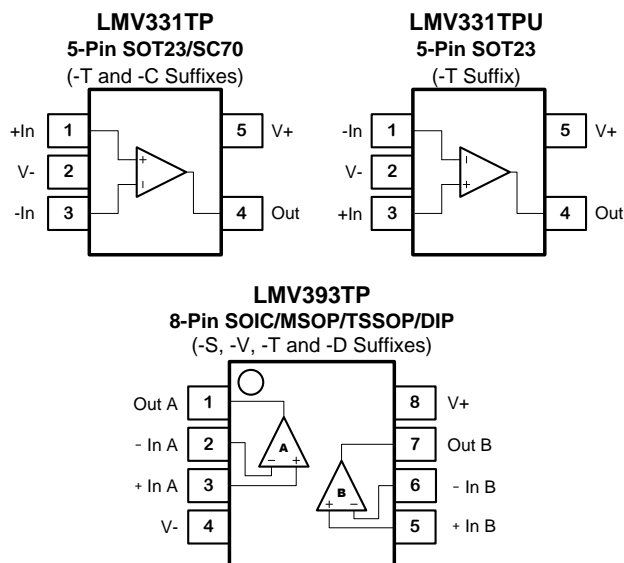 LMV331TP
5-Pin SOT23/SC70
(-T and -C Suffixes)
+In 1 5 V+
+
V- 2
−
-In 3 4 Out
LMV331TPU
5-Pin SOT23
(-T Suffix)
-In 1 5 V+
−
V- 2
+
+In 3 4 Out
LMV393TP
8-Pin SOIC/MSOP/TSSOP/DIP
(-S, -V, -T and -D Suffixes)
Out A 1 8 V+
- In A 2 A 7 Out B
− +
+ In A 3 B 6 - In B
+ −
V- 4 5 + In B